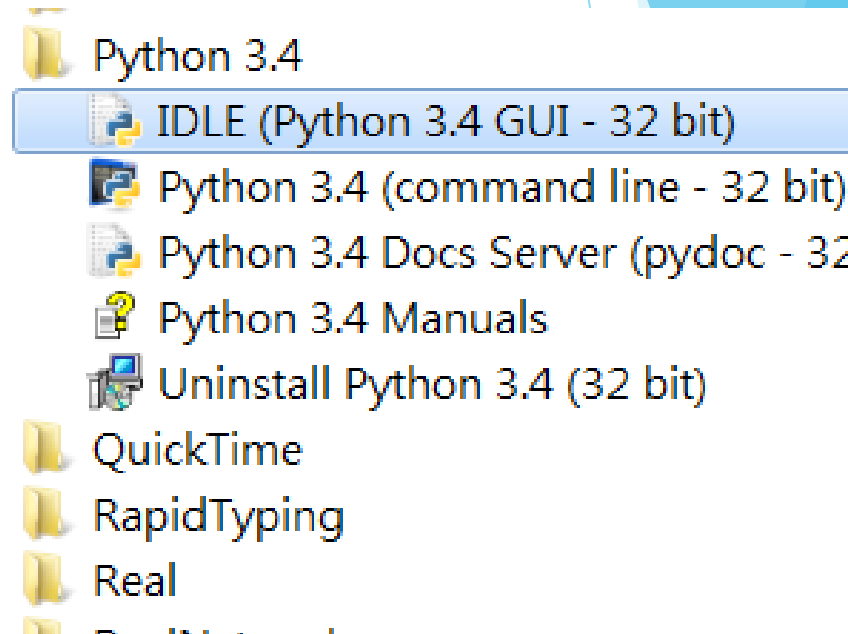 Python 3.4
IDLE (Python 3.4 GUI - 32 bit)
Python 3.4 (command line - 32 bit)
Python 3.4 Docs Server (pydoc - 32
Python 3.4 Manuals
Uninstall Python 3.4 (32 bit)
QuickTime
RapidTyping
Real